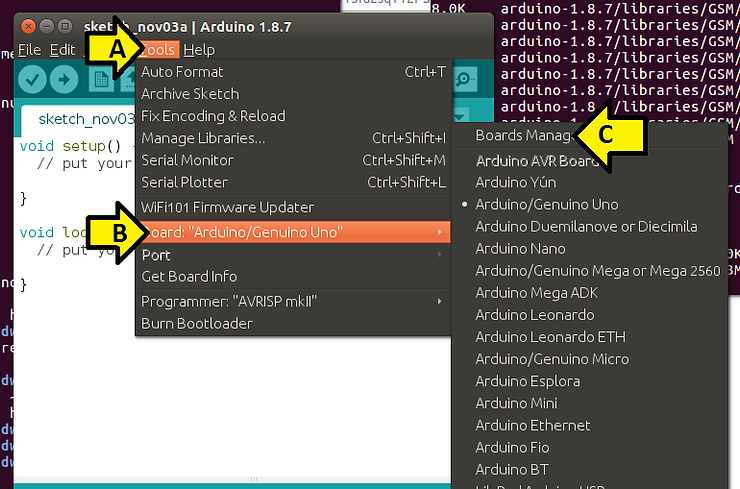 8.0K arduino-1.8.7/libraries/GSM/
arduino-1.8.7/libraries/GSM/
arduino-1.8.7/libraries/GSM/
arduino-1.8.7/libraries/GSM/
arduino-1.8.7/libraries/GSM/
arduino-1.8.7/libraries/GSM/
arduino-1.8.7/libraries/GSM/
sketch_nov03a | Arduino 1.8.7
File Edit Tools Help
A
Auto Format Ctrl+T
Archive Sketch
Fix Encoding & Reload
Manage Libraries... Ctrl+Shift+I
Serial Monitor Ctrl+Shift+M
Serial Plotter Ctrl+Shift+L
WiFi101 Firmware Updater
B
Board: "Arduino/Genuino Uno"
Port
Get Board Info
Programmer: "AVRISP mkII"
Burn Bootloader
sketch_nov03
void setup()
// put your
}
void loo
// put yo
}
Boards Manag
C
Arduino AVR Board
Arduino Yún
Arduino/Genuino Uno
Arduino Duemilanove or Diecimila
Arduino Nano
Arduino/Genuino Mega or Mega 2560
Arduino Mega ADK
Arduino Leonardo
Arduino Leonardo ETH
Arduino/Genuino Micro
Arduino Esplora
Arduino Mini
Arduino Ethernet
Arduino Fio
Arduino BT